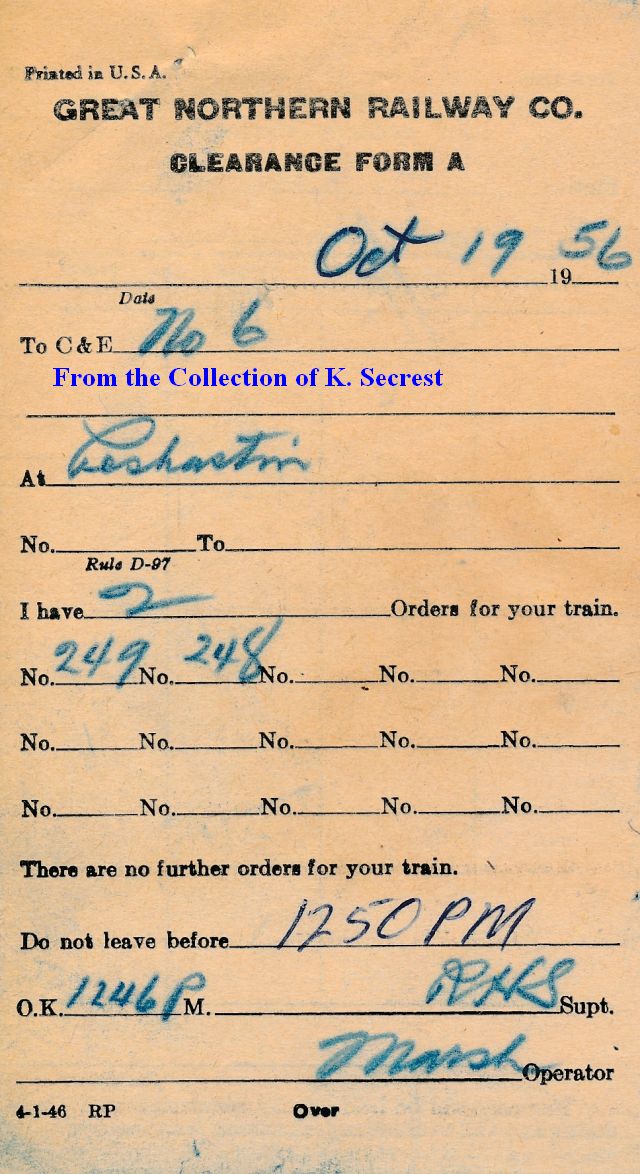 Printed in U.S.A.
GREAT NORTHERN RAILWAY CO.
CLEARANCE FORM A
Oct 19 1956
Date
To C & E No 6
From the Collection of K. Secrest
At Peshastin
No. To
Rule D-97
I have 2 Orders for your train.
No. 249 No. 248 No. No. No.
No. No. No. No. No.
No. No. No. No. No.
There are no further orders for your train.
Do not leave before 1250 PM
O.K. 1246 P M. RHS Supt.
Marsh Operator
4-1-46 RP Over